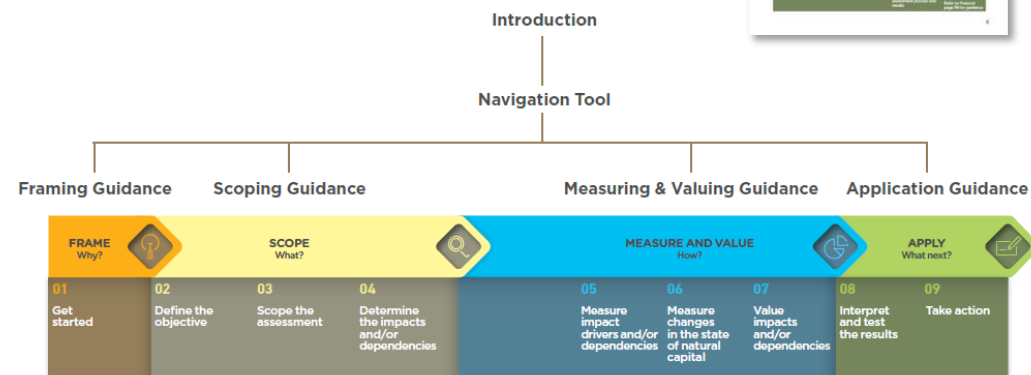 Introduction
Navigation Tool
Framing Guidance
Scoping Guidance
Measuring & Valuing Guidance
Application Guidance
FRAME
Why?
SCOPE
What?
MEASURE AND VALUE
How?
APPLY
What next?
01
Get
started
02
Define the
objective
03
Scope the
assessment
04
Determine
the impacts
and/or
dependencies
05
Measure
impact
drivers and/or
dependencies
06
Measure
changes
in the state
of natural
capital
07
Value
impacts
and/or
dependencies
08
Interpret
and test
the results
09
Take action